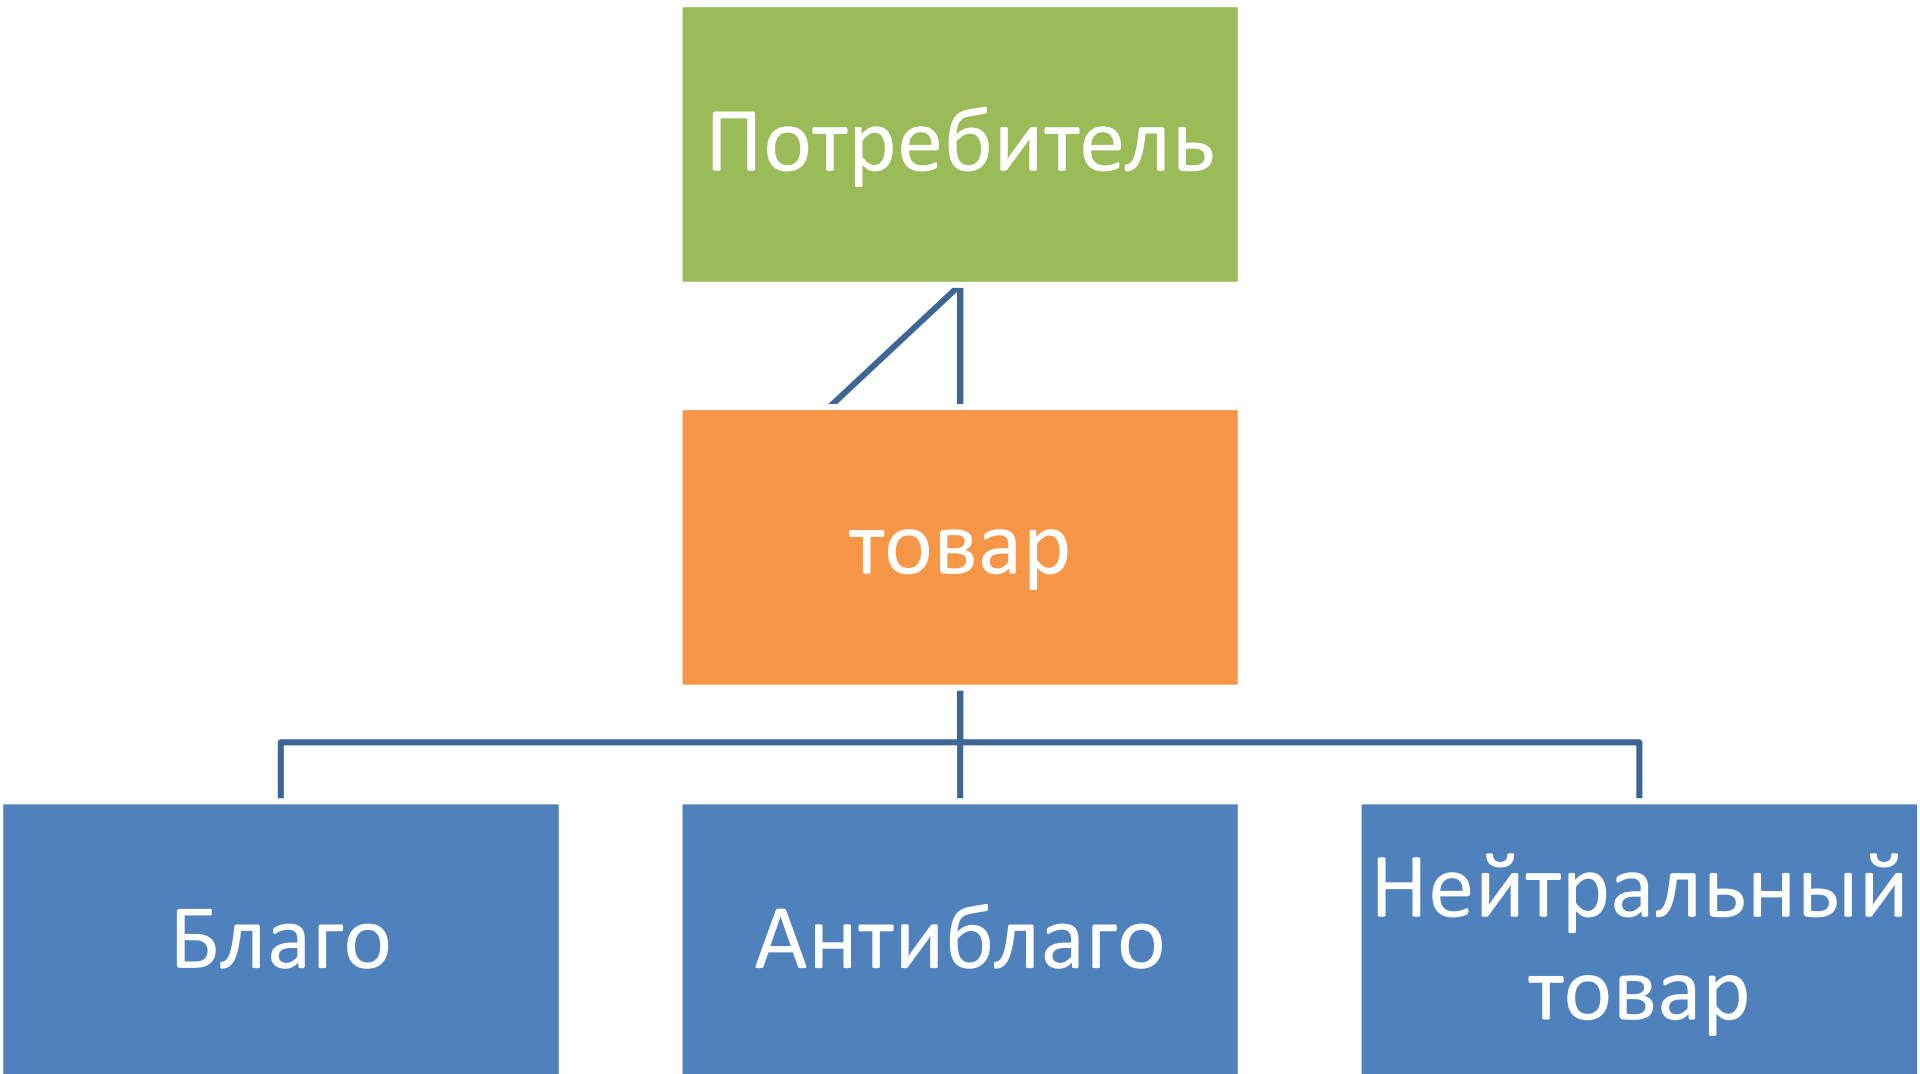 Потребитель
товар
Благо
Антиблаго
Нейтральный
товар